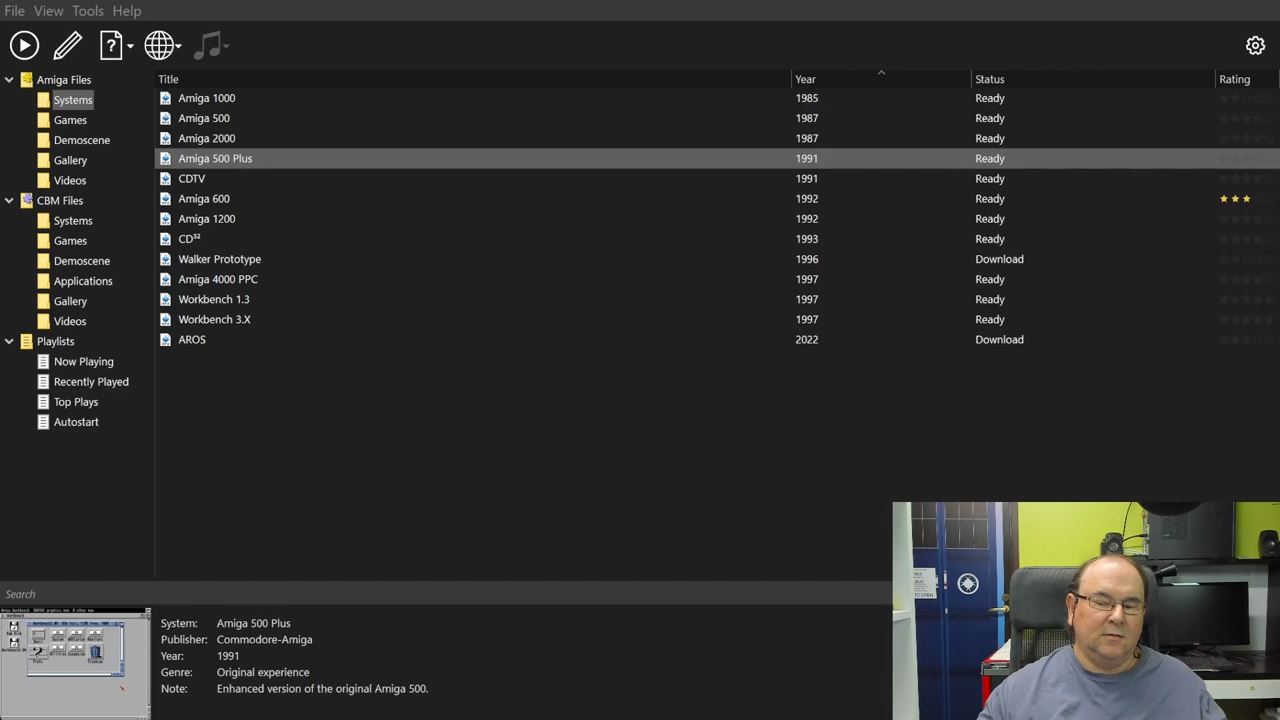 File View Tools Help
Amiga Files
Systems
Games
Demoscene
Gallery
Videos
CBM Files
Systems
Games
Demoscene
Applications
Gallery
Videos
Playlists
Now Playing
Recently Played
Top Plays
Autostart
Title Year Status Rating
Amiga 1000 1985 Ready
Amiga 500 1987 Ready
Amiga 2000 1987 Ready
Amiga 500 Plus 1991 Ready
CDTV 1991 Ready
Amiga 600 1992 Ready
Amiga 1200 1992 Ready
CD³² 1993 Ready
Walker Prototype 1996 Download
Amiga 4000 PPC 1997 Ready
Workbench 1.3 1997 Ready
Workbench 3.X 1997 Ready
AROS 2022 Download
Search
System: Amiga 500 Plus
Publisher: Commodore-Amiga
Year: 1991
Genre: Original experience
Note: Enhanced version of the original Amiga 500.